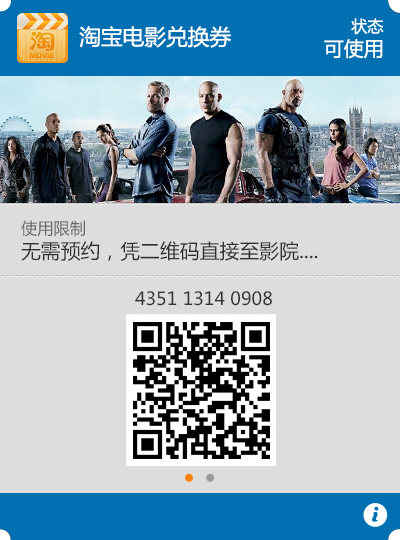 淘
MOVIE
淘宝电影兑换券
状态
可使用
使用限制
无需预约，凭二维码直接至影院....
4351 1314 0908
i